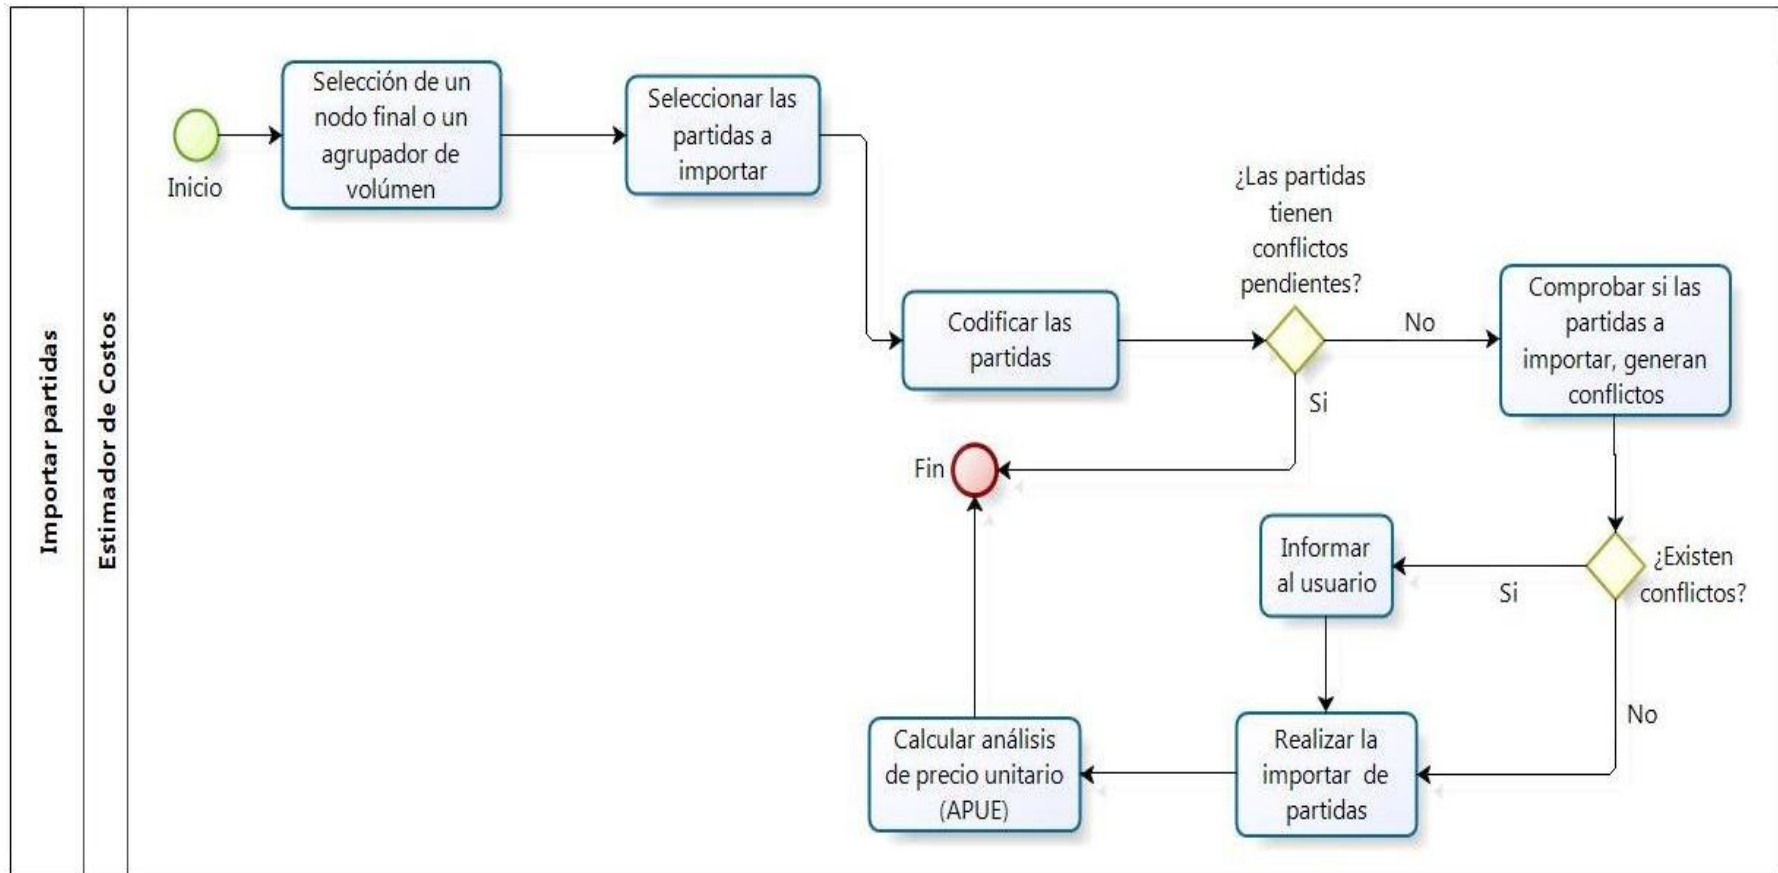 Importar partidas
Estimador de Costos
Inicio
Selección de un
nodo final o un
agrupador de
volúmen
Seleccionar las
partidas a
importar
Codificar las
partidas
¿Las partidas
tienen
conflictos
pendientes?
No
Si
Comprobar si las
partidas a
importar, generan
conflictos
Fin
¿Existen
conflictos?
Si
No
Informar
al usuario
Realizar la
importar de
partidas
Calcular análisis
de precio unitario
(APUE)